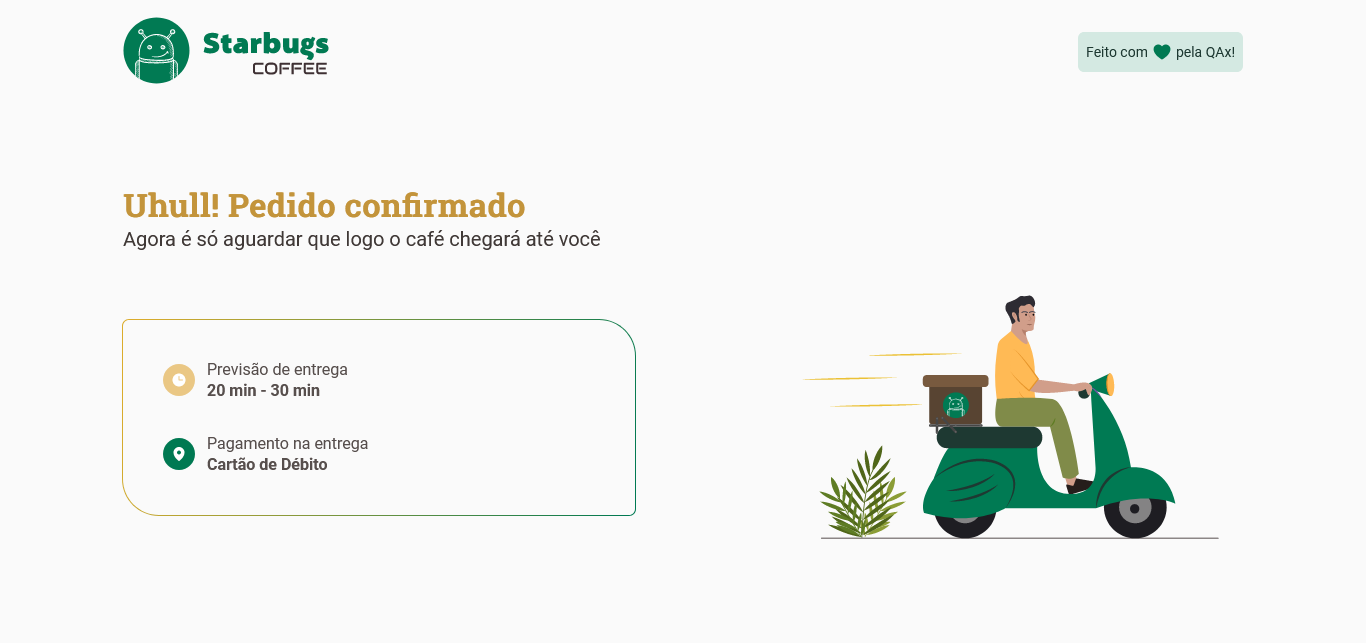 Starbugs
COFFEE
Feito com pela QAx!
Uhull! Pedido confirmado
Agora é só aguardar que logo o café chegará até você
Previsão de entrega
20 min - 30 min
Pagamento na entrega
Cartão de Débito